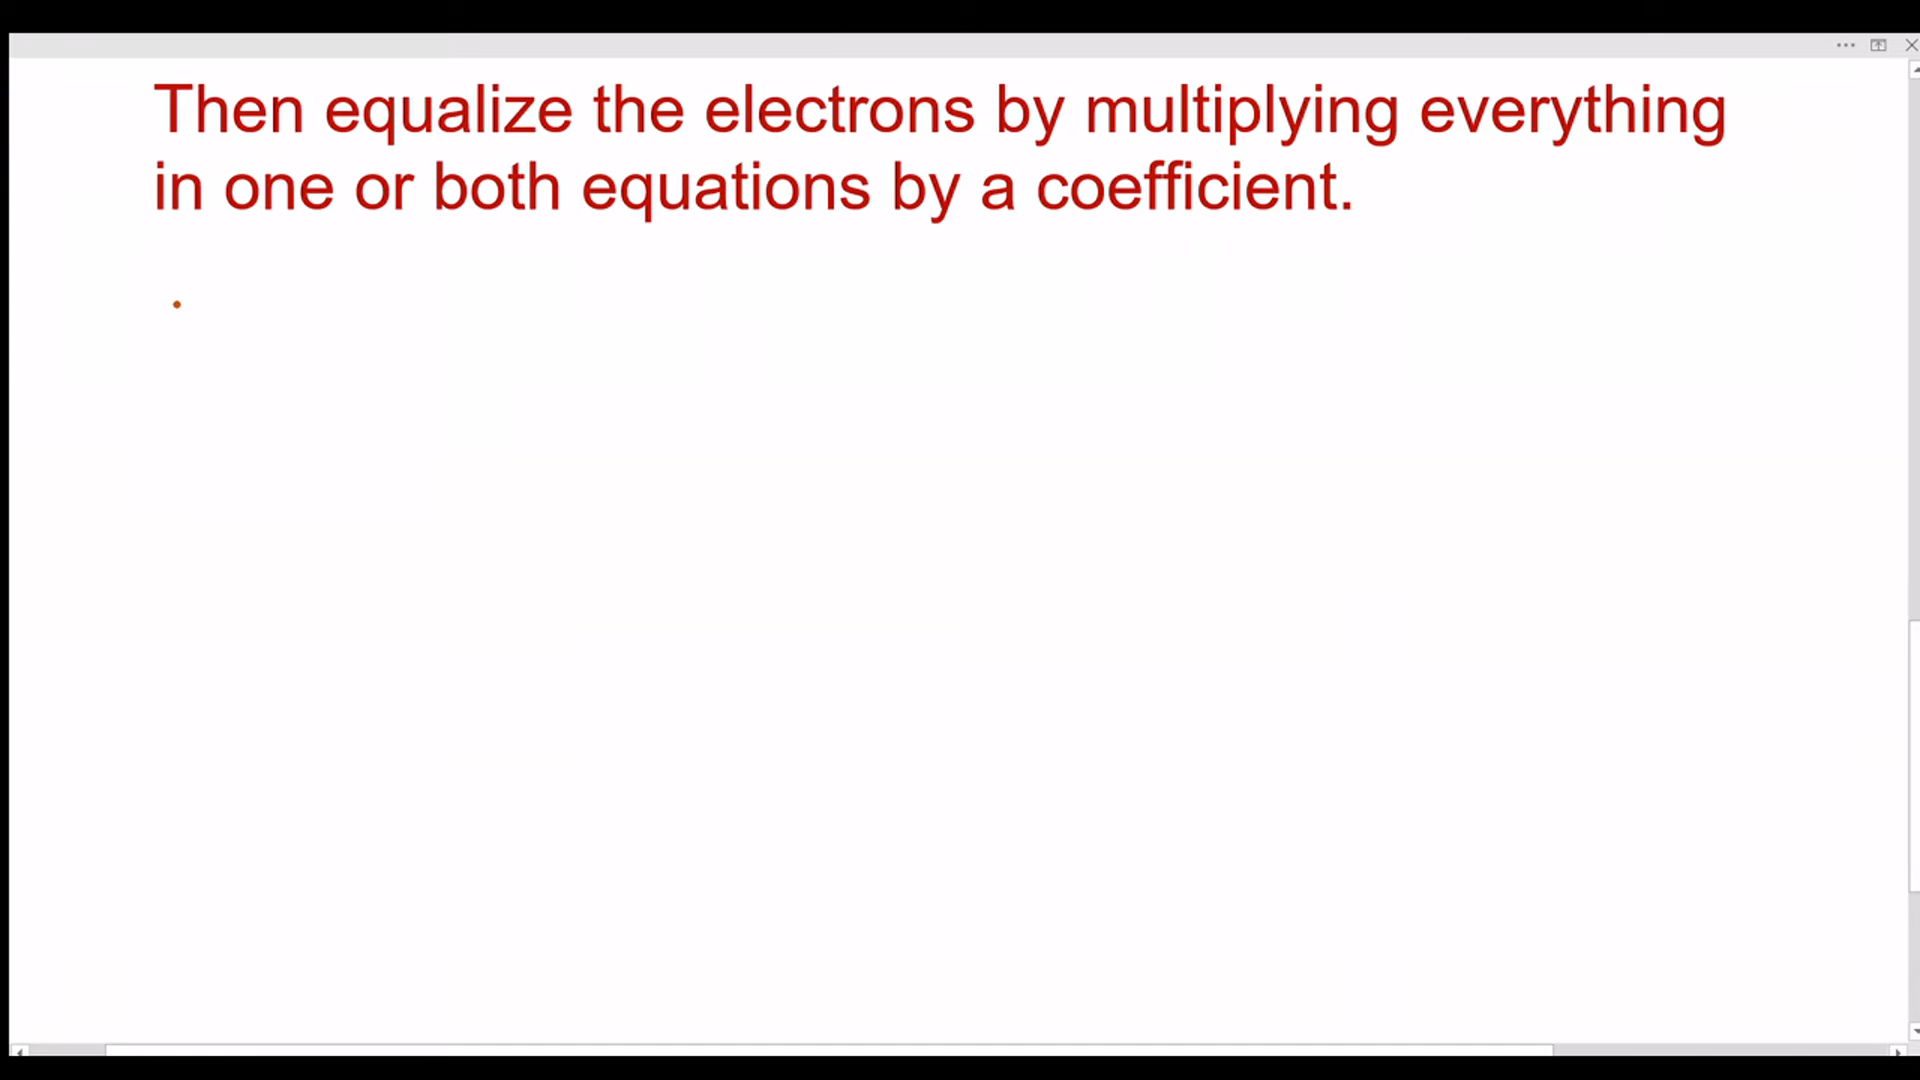 Then equalize the electrons by multiplying everything
in one or both equations by a coefficient.